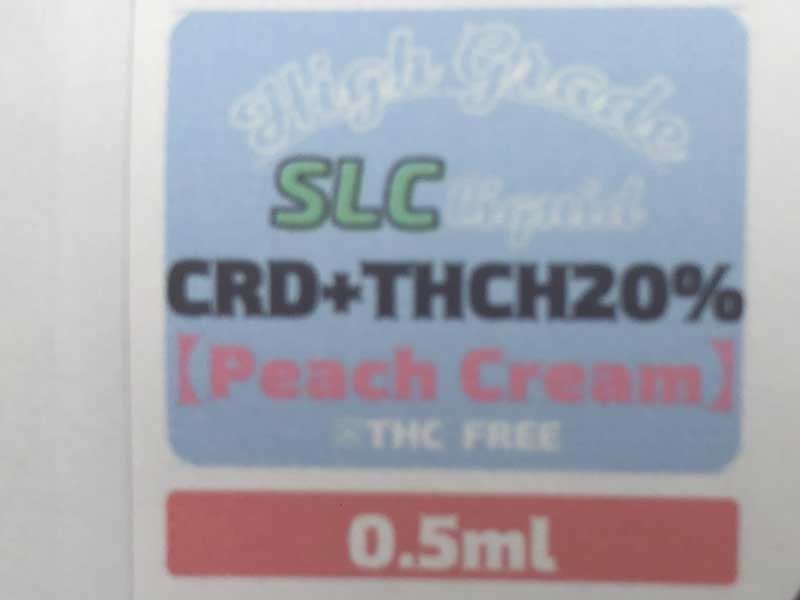 High Grade
SLC Liquid
CRD+THCH20%
【Peach Cream】
※THC FREE
0.5ml